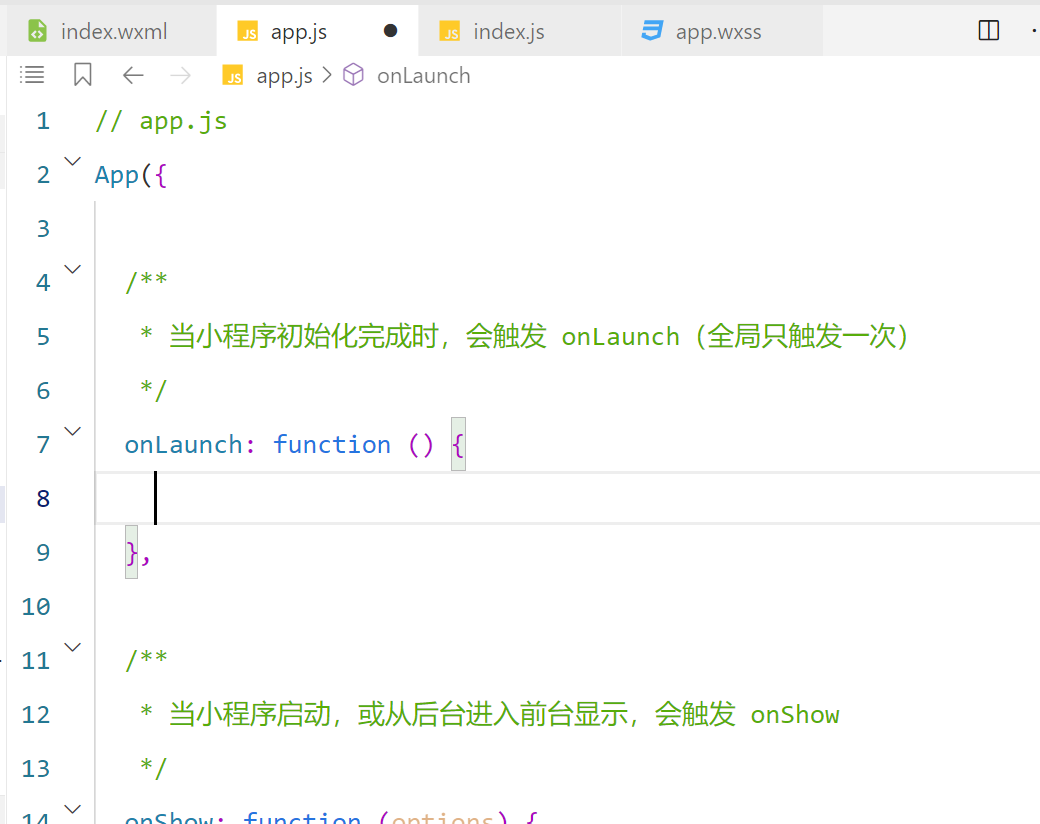 index.wxml JS app.js JS index.js app.wxss
JS app.js > onLaunch
1 // app.js
2 App({
3
4 /**
5 * 当小程序初始化完成时，会触发 onLaunch（全局只触发一次）
6 */
7 onLaunch: function () {
8
9 },
10
11 /**
12 * 当小程序启动，或从后台进入前台显示，会触发 onShow
13 */
14 onShow: function (options) {